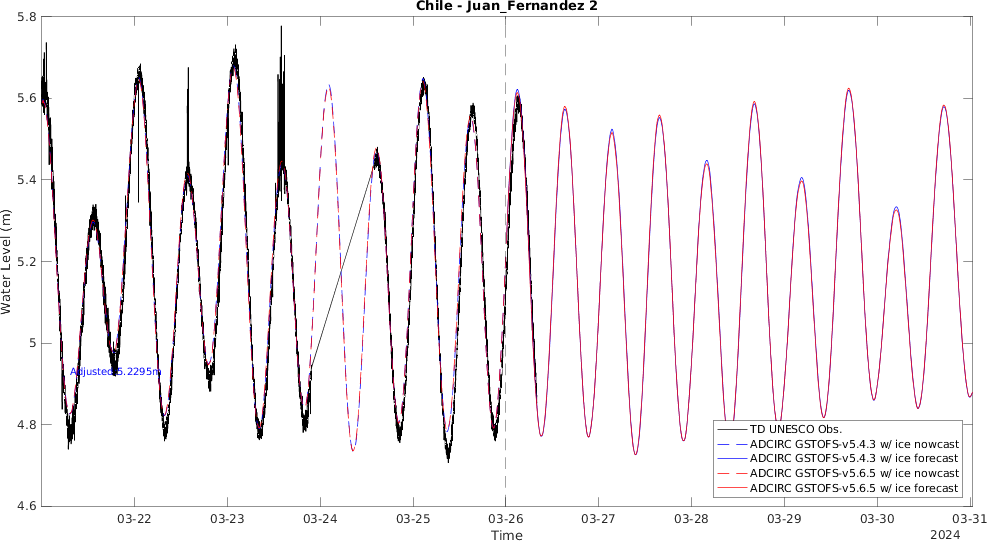 Chile - Juan_Fernandez 2
Water Level (m)
5.8
5.6
5.4
5.2
5
4.8
4.6
Adjusted 5.2295m
TD UNESCO Obs.
ADCIRC GSTOFS-v5.4.3 w/ ice nowcast
ADCIRC GSTOFS-v5.4.3 w/ ice forecast
ADCIRC GSTOFS-v5.6.5 w/ ice nowcast
ADCIRC GSTOFS-v5.6.5 w/ ice forecast
03-22 03-23 03-24 03-25 03-26 03-27 03-28 03-29 03-30 03-31
Time
2024